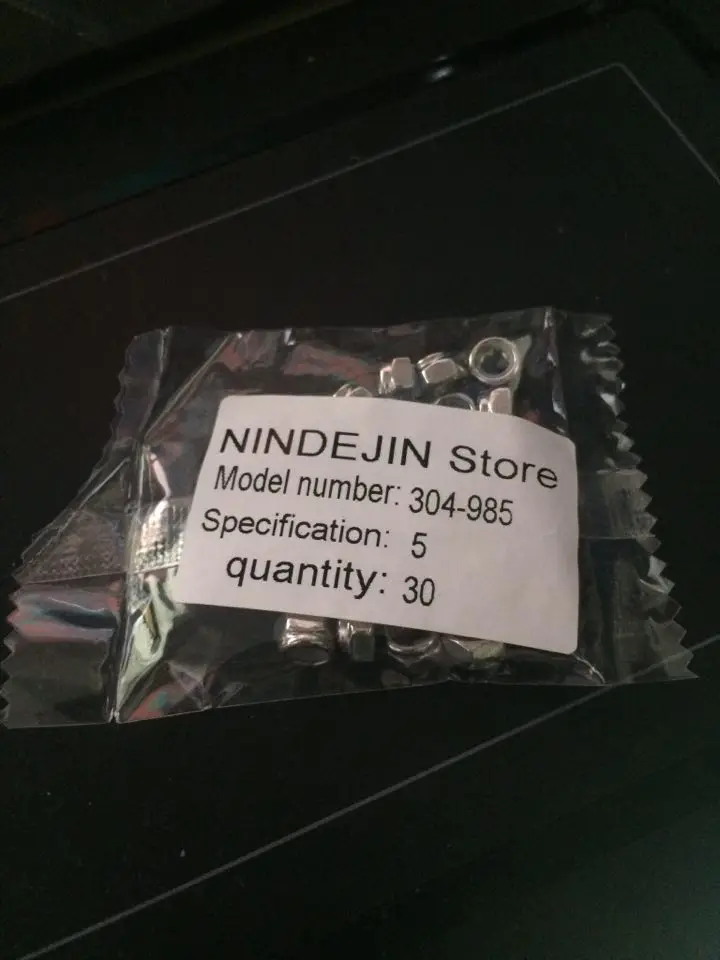 NINDEJIN Store
Model number: 304-985
Specification: 5
quantity: 30